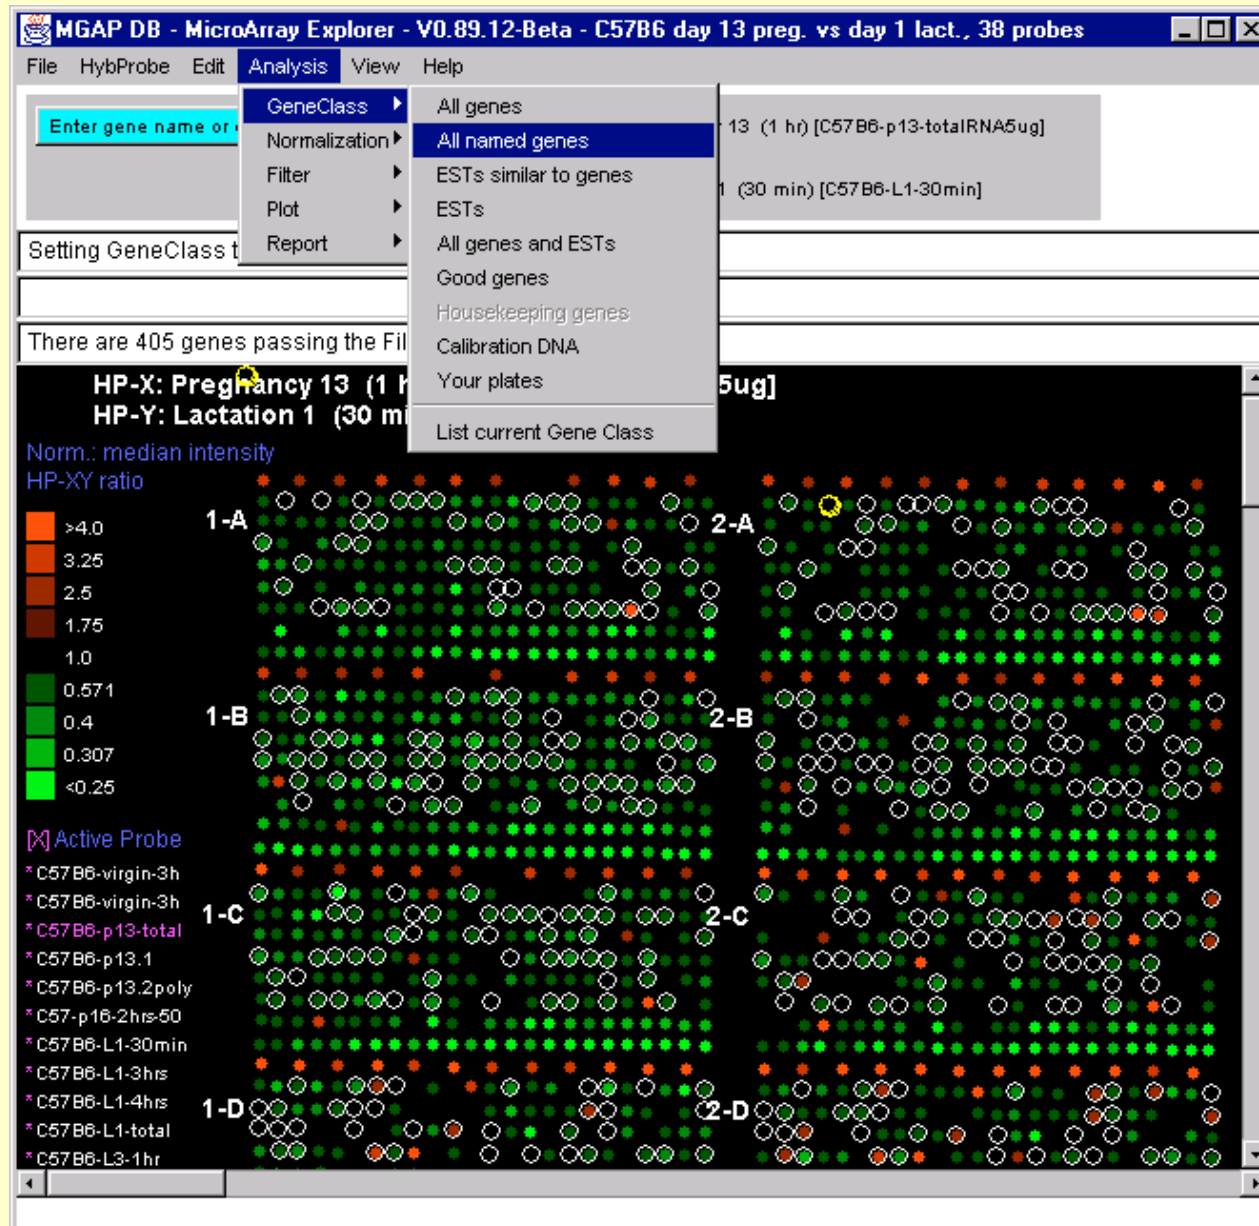 MGAP DB - MicroArray Explorer - V0.89.12-Beta - C57B6 day 13 preg. vs day 1 lact., 38 probes
File HybProbe Edit Analysis View Help
Enter gene name or
13 (1 hr) [C57B6-p13-totalRNA5ug]
(30 min) [C57B6-L1-30min]
GeneClass
Normalization
Filter
Plot
Report
All genes
All named genes
ESTs similar to genes
ESTs
All genes and ESTs
Good genes
Housekeeping genes
Calibration DNA
Your plates
List current Gene Class
Setting GeneClass t
There are 405 genes passing the Fil
HP-X: Pregnancy 13 (1 h
5ug]
HP-Y: Lactation 1 (30 mi
Norm.: median intensity
HP-XY ratio
>4.0
3.25
2.5
1.75
1.0
0.571
0.4
0.307
<0.25
1-A
2-A
1-B
2-B
1-C
2-C
1-D
2-D
[X] Active Probe
*C57B6-virgin-3h
*C57B6-virgin-3h
*C57B6-p13-total
*C57B6-p13.1
*C57B6-p13.2poly
*C57-p16-2hrs-50
*C57B6-L1-30min
*C57B6-L1-3hrs
*C57B6-L1-4hrs
*C57B6-L1-total
*C57B6-L3-1hr